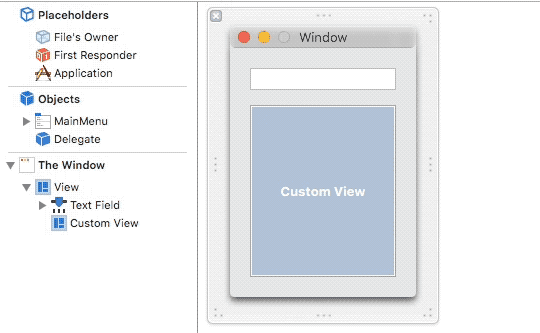 Placeholders
File's Owner
First Responder
Application
Objects
MainMenu
Delegate
The Window
View
Text Field
Custom View
Window
Custom View